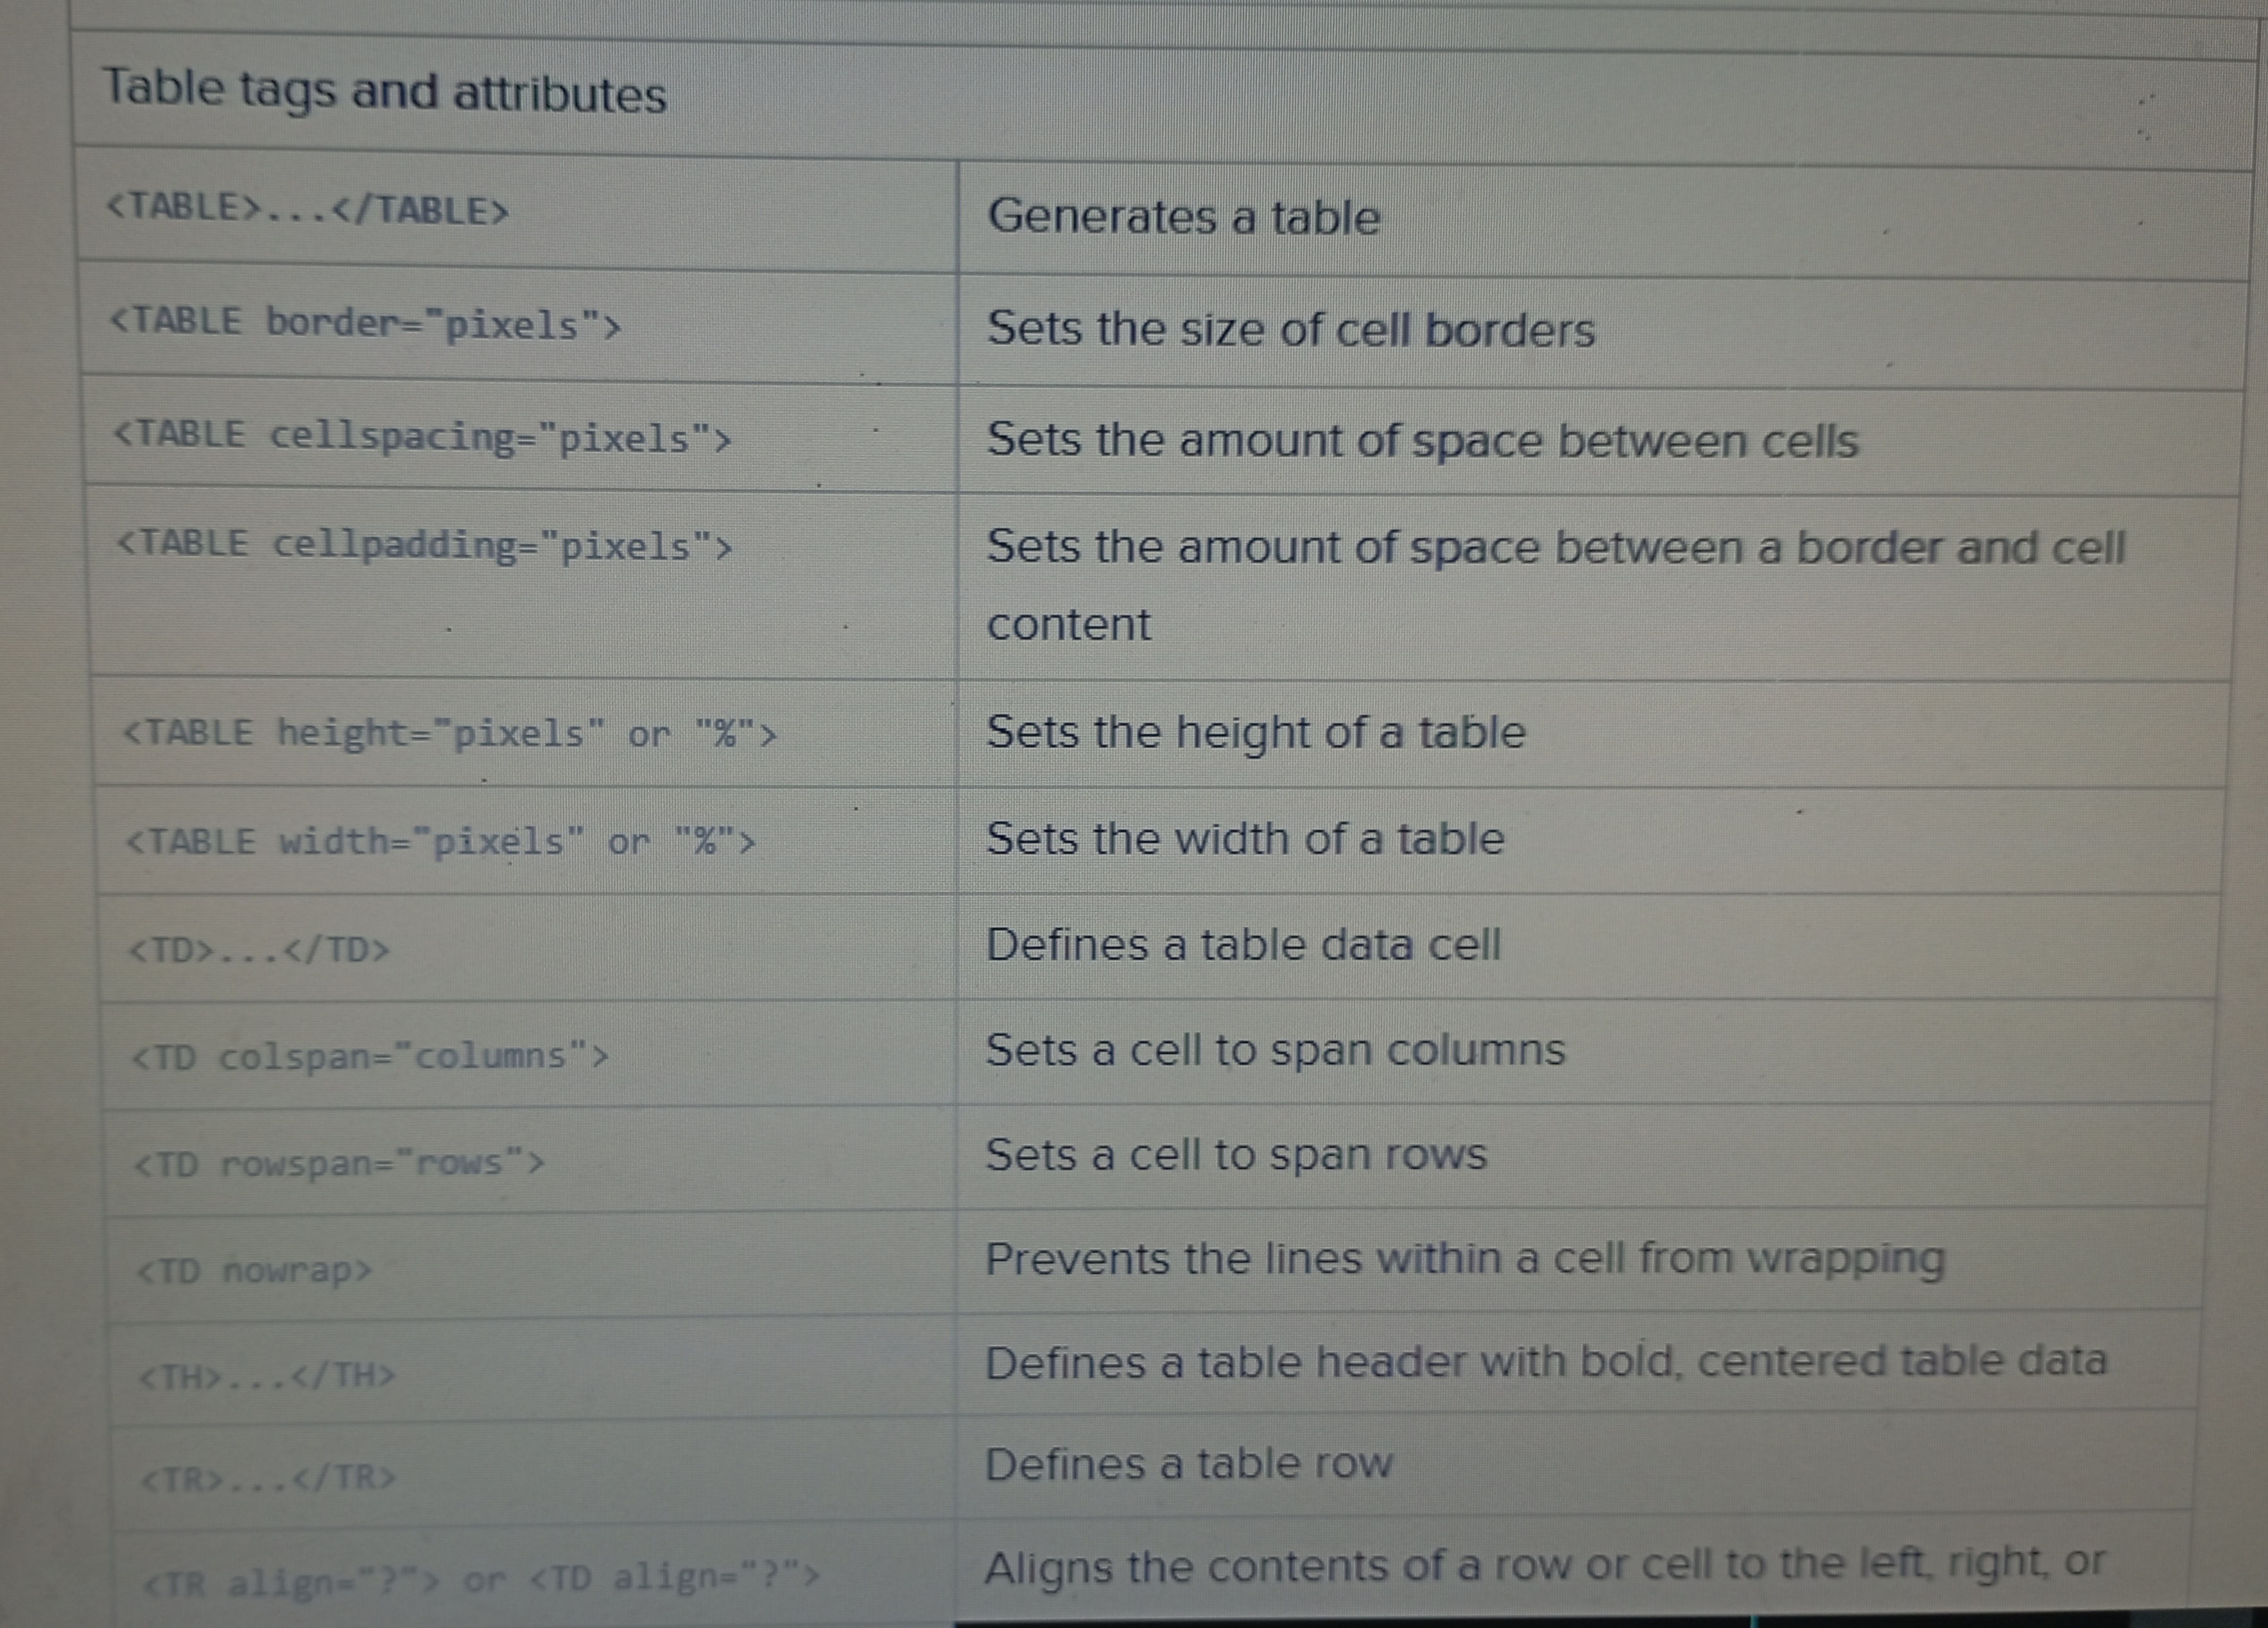 Table tags and attributes
<TABLE>...</TABLE>
Generates a table
<TABLE border="pixels">
Sets the size of cell borders
<TABLE cellspacing="pixels">
Sets the amount of space between cells
<TABLE cellpadding="pixels">
Sets the amount of space between a border and cell
content
<TABLE height="pixels" or "%">
Sets the height of a table
<TABLE width="pixels" or "%">
Sets the width of a table
<TD>...</TD>
Defines a table data cell
<TD colspan="columns">
Sets a cell to span columns
<TD rowspan="rows">
Sets a cell to span rows
<TD nowrap>
Prevents the lines within a cell from wrapping
<TH>...</TH>
Defines a table header with bold, centered table data
<TR>...</TR>
Defines a table row
<TR align="?"> or <TD align="?">
Aligns the contents of a row or cell to the left, right, or